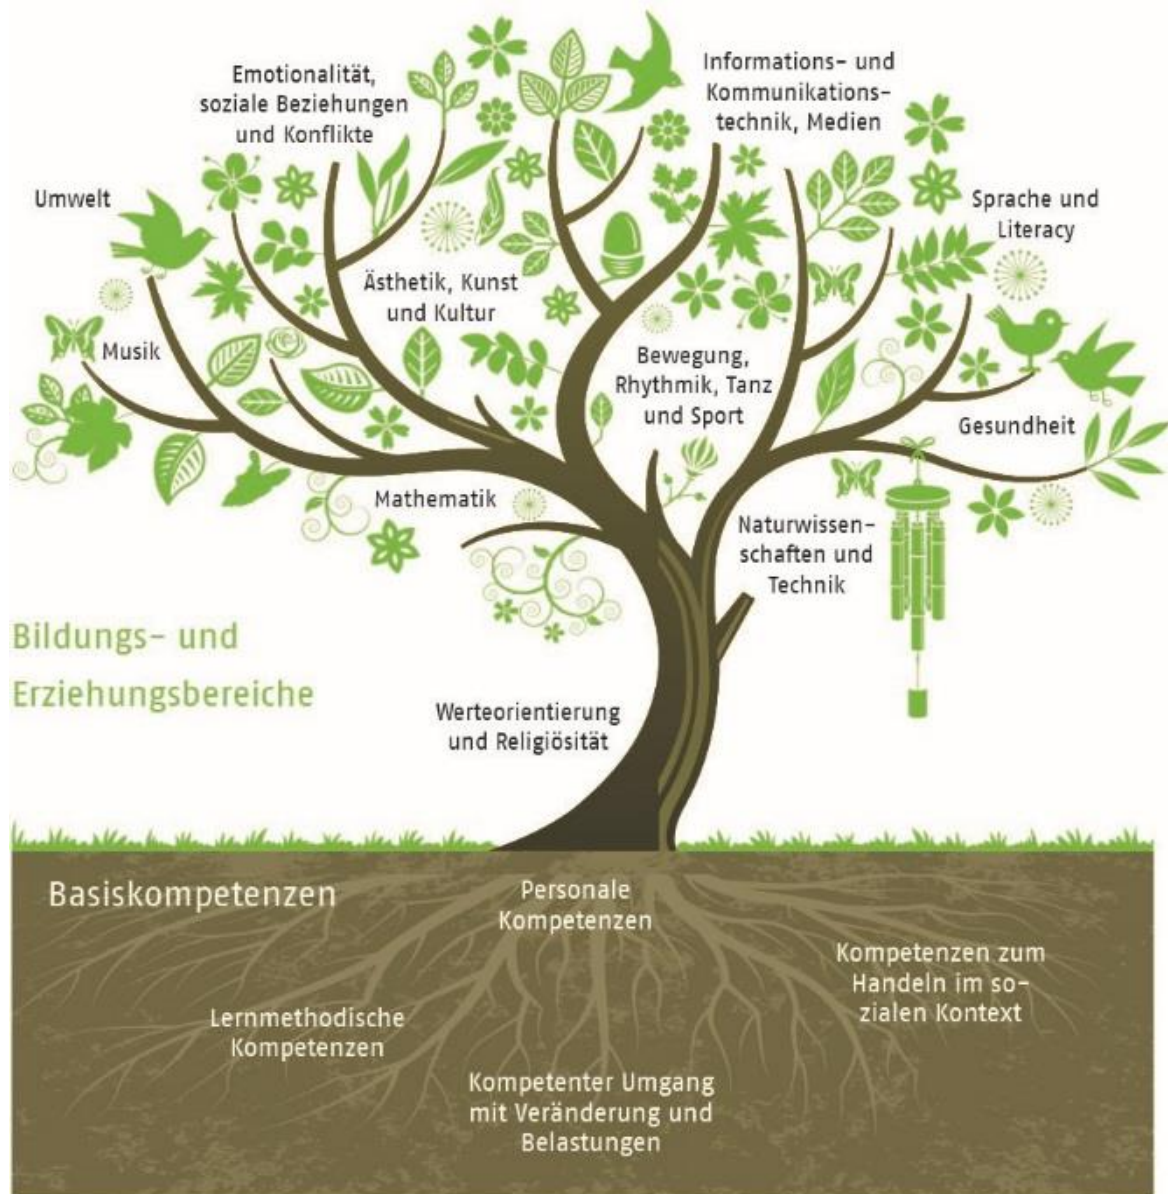 Emotionalität,
soziale Beziehungen
und Konflikte
Informations- und
Kommunikations-
technik, Medien
Umwelt
Sprache und
Literacy
Ästhetik, Kunst
und Kultur
Musik
Bewegung,
Rhythmik, Tanz
und Sport
Gesundheit
Mathematik
Naturwissen-
schaften und
Technik
Bildungs- und
Erziehungsbereiche
Werteorientierung
und Religiösität
Basiskompetenzen
Personale
Kompetenzen
Kompetenzen zum
Handeln im so-
zialen Kontext
Lernmethodische
Kompetenzen
Kompetenter Umgang
mit Veränderung und
Belastungen